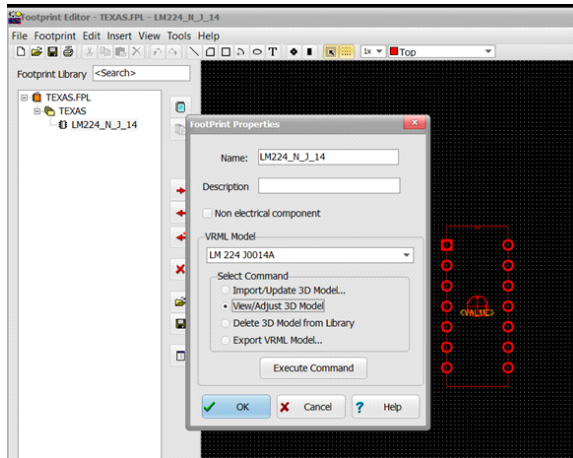 Footprint Editor - TEXAS.FPL - LM224_N_J_14
File Footprint Edit Insert View Tools Help
T 1x Top
Footprint Library <Search>
TEXAS.FPL
TEXAS
LM224_N_J_14
FootPrint Properties
Name: LM224_N_J_14
Description
Non electrical component
VRML Model
LM 224 J0014A
Select Command
Import/Update 3D Model...
View/Adjust 3D Model
Delete 3D Model from Library
Export VRML Model...
Execute Command
OK Cancel ? Help
<VALUE>